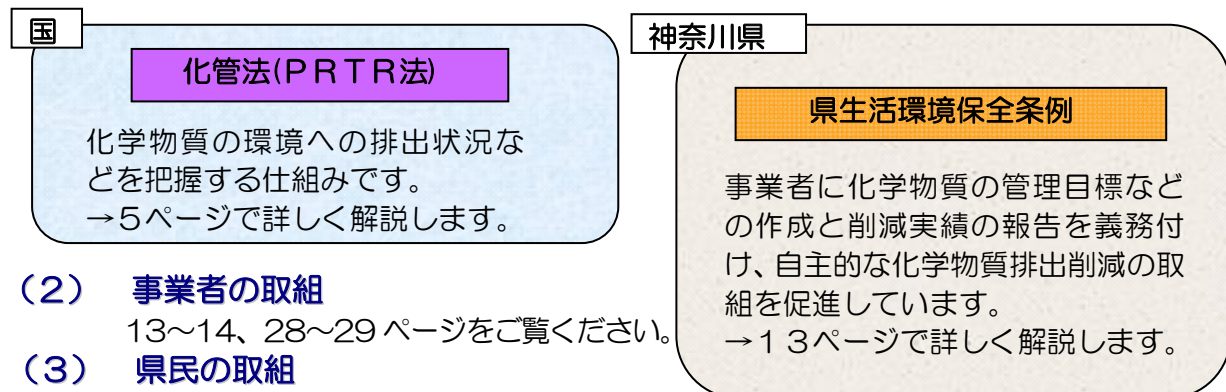 国
化管法(PRTR法)
化学物質の環境への排出状況な
どを把握する仕組みです。
→5ページで詳しく解説します。
神奈川県
県生活環境保全条例
事業者に化学物質の管理目標など
の作成と削減実績の報告を義務付
け、自主的な化学物質排出削減の取
組を促進しています。
→13ページで詳しく解説します。
(2) 事業者の取組
13~14、28~29 ページをご覧ください。
(3) 県民の取組